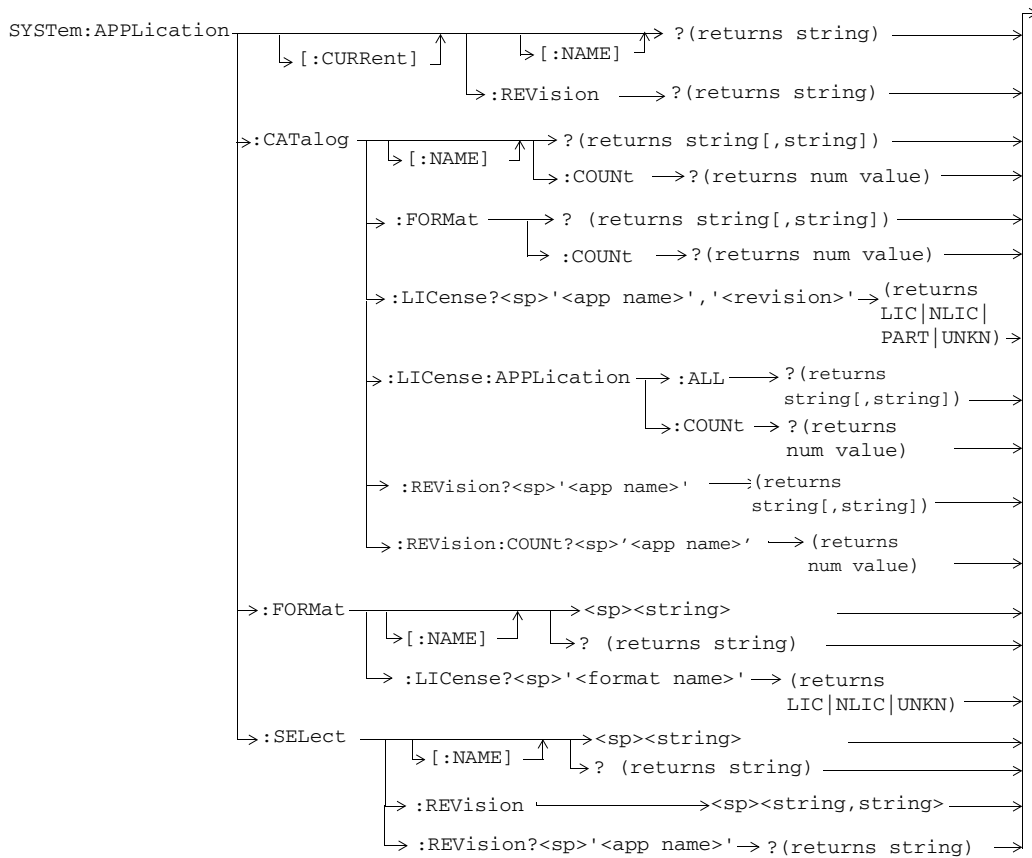 SYSTem:APPLication
[:CURRent]
[:NAME]
?(returns string)
:REVision
?(returns string)
:CATalog
[:NAME]
?(returns string[,string])
:COUNt
?(returns num value)
:FORMat
? (returns string[,string])
:COUNt
?(returns num value)
:LICense?<sp>'<app name>','<revision>'
(returns
LIC|NLIC|
PART|UNKN)
:LICense:APPLication
:ALL
?(returns
string[,string])
:COUNt
?(returns
num value)
:REVision?<sp>'<app name>'
(returns
string[,string])
:REVision:COUNt?<sp>’<app name>’
(returns
num value)
:FORMat
[:NAME]
<sp><string>
? (returns string)
:LICense?<sp>'<format name>'
(returns
LIC|NLIC|UNKN)
:SELect
[:NAME]
<sp><string>
? (returns string)
:REVision
<sp><string,string>
:REVision?<sp>'<app name>'
?(returns string)